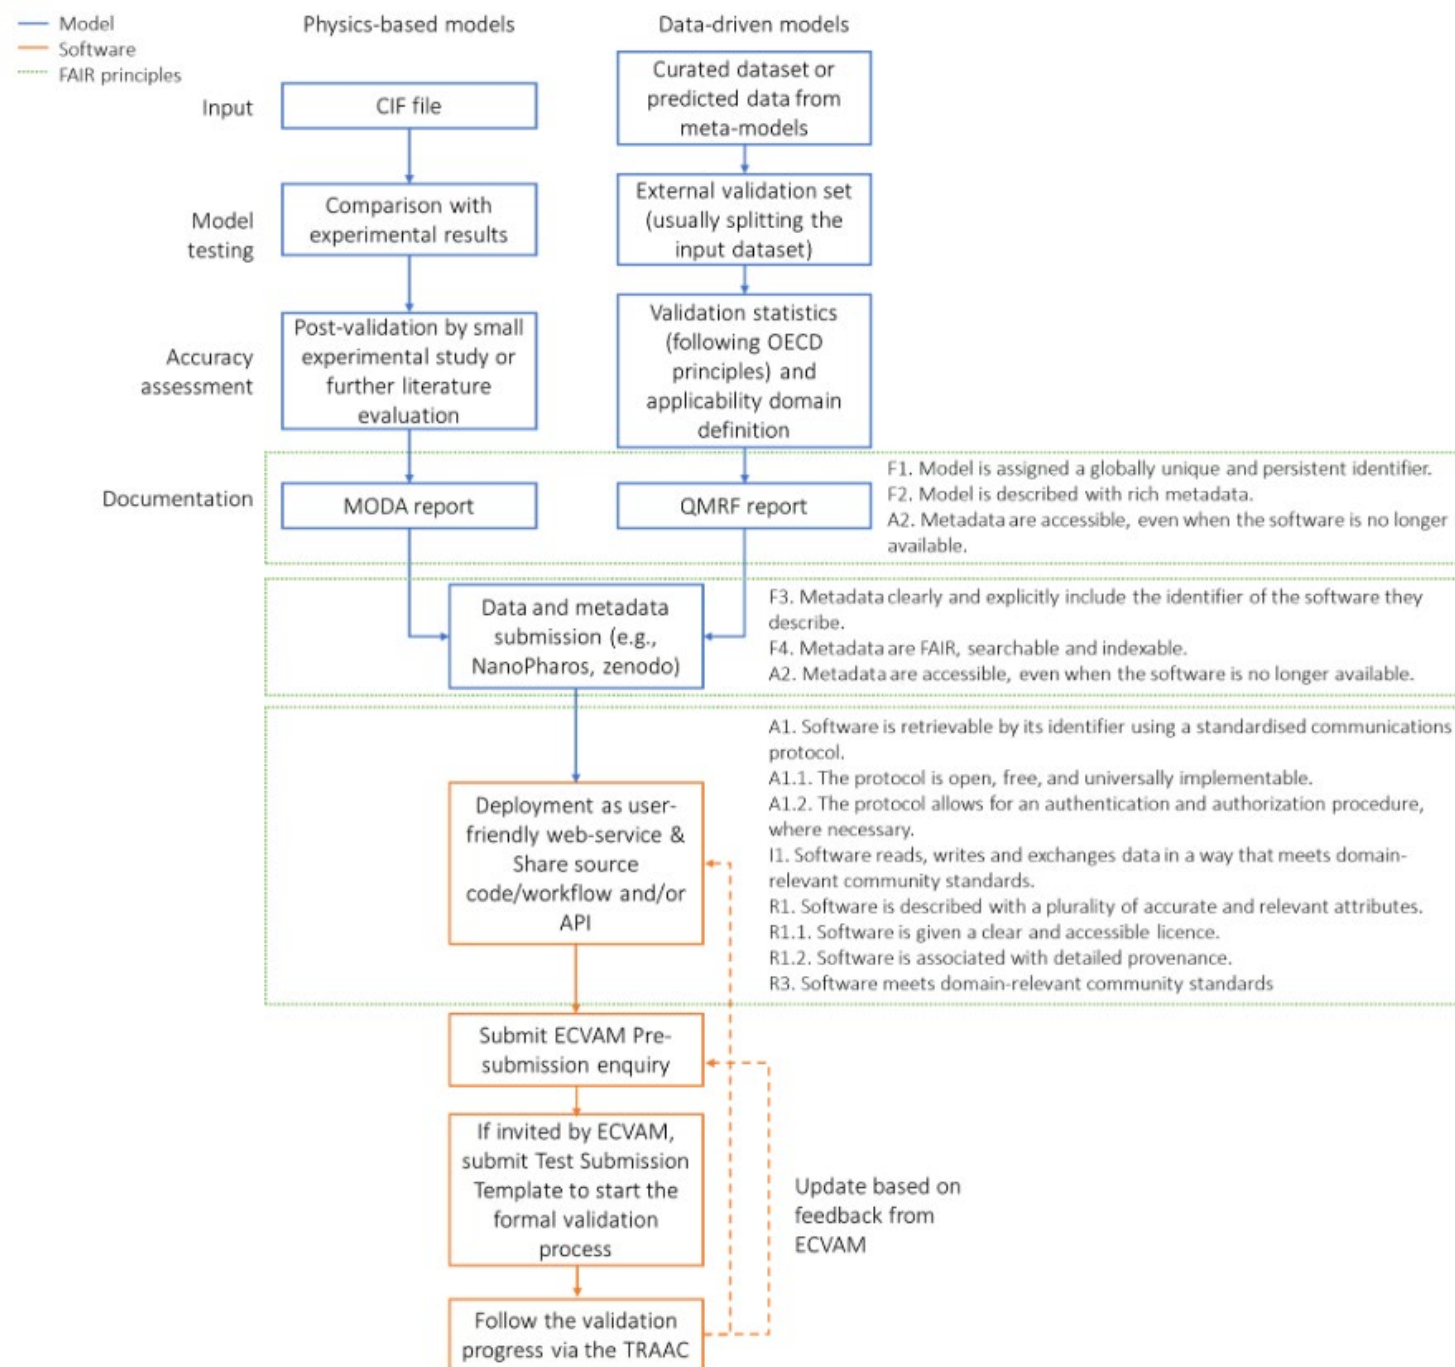 Model
Software
FAIR principles
Physics-based models
Data-driven models
Input
CIF file
Curated dataset or
predicted data from
meta-models
Model
testing
Comparison with
experimental results
External validation set
(usually splitting the
input dataset)
Accuracy
assessment
Post-validation by small
experimental study or
further literature
evaluation
Validation statistics
(following OECD
principles) and
applicability domain
definition
Documentation
MODA report
QMRF report
F1. Model is assigned a globally unique and persistent identifier.
F2. Model is described with rich metadata.
A2. Metadata are accessible, even when the software is no longer
available.
Data and metadata
submission (e.g.,
NanoPharos, zenodo)
F3. Metadata clearly and explicitly include the identifier of the software they
describe.
F4. Metadata are FAIR, searchable and indexable.
A2. Metadata are accessible, even when the software is no longer available.
Deployment as user-
friendly web-service &
Share source
code/workflow and/or
API
A1. Software is retrievable by its identifier using a standardised communications
protocol.
A1.1. The protocol is open, free, and universally implementable.
A1.2. The protocol allows for an authentication and authorization procedure,
where necessary.
I1. Software reads, writes and exchanges data in a way that meets domain-
relevant community standards.
R1. Software is described with a plurality of accurate and relevant attributes.
R1.1. Software is given a clear and accessible licence.
R1.2. Software is associated with detailed provenance.
R3. Software meets domain-relevant community standards
Submit ECVAM Pre-
submission enquiry
If invited by ECVAM,
submit Test Submission
Template to start the
formal validation
process
Update based on
feedback from
ECVAM
Follow the validation
progress via the TRAAC